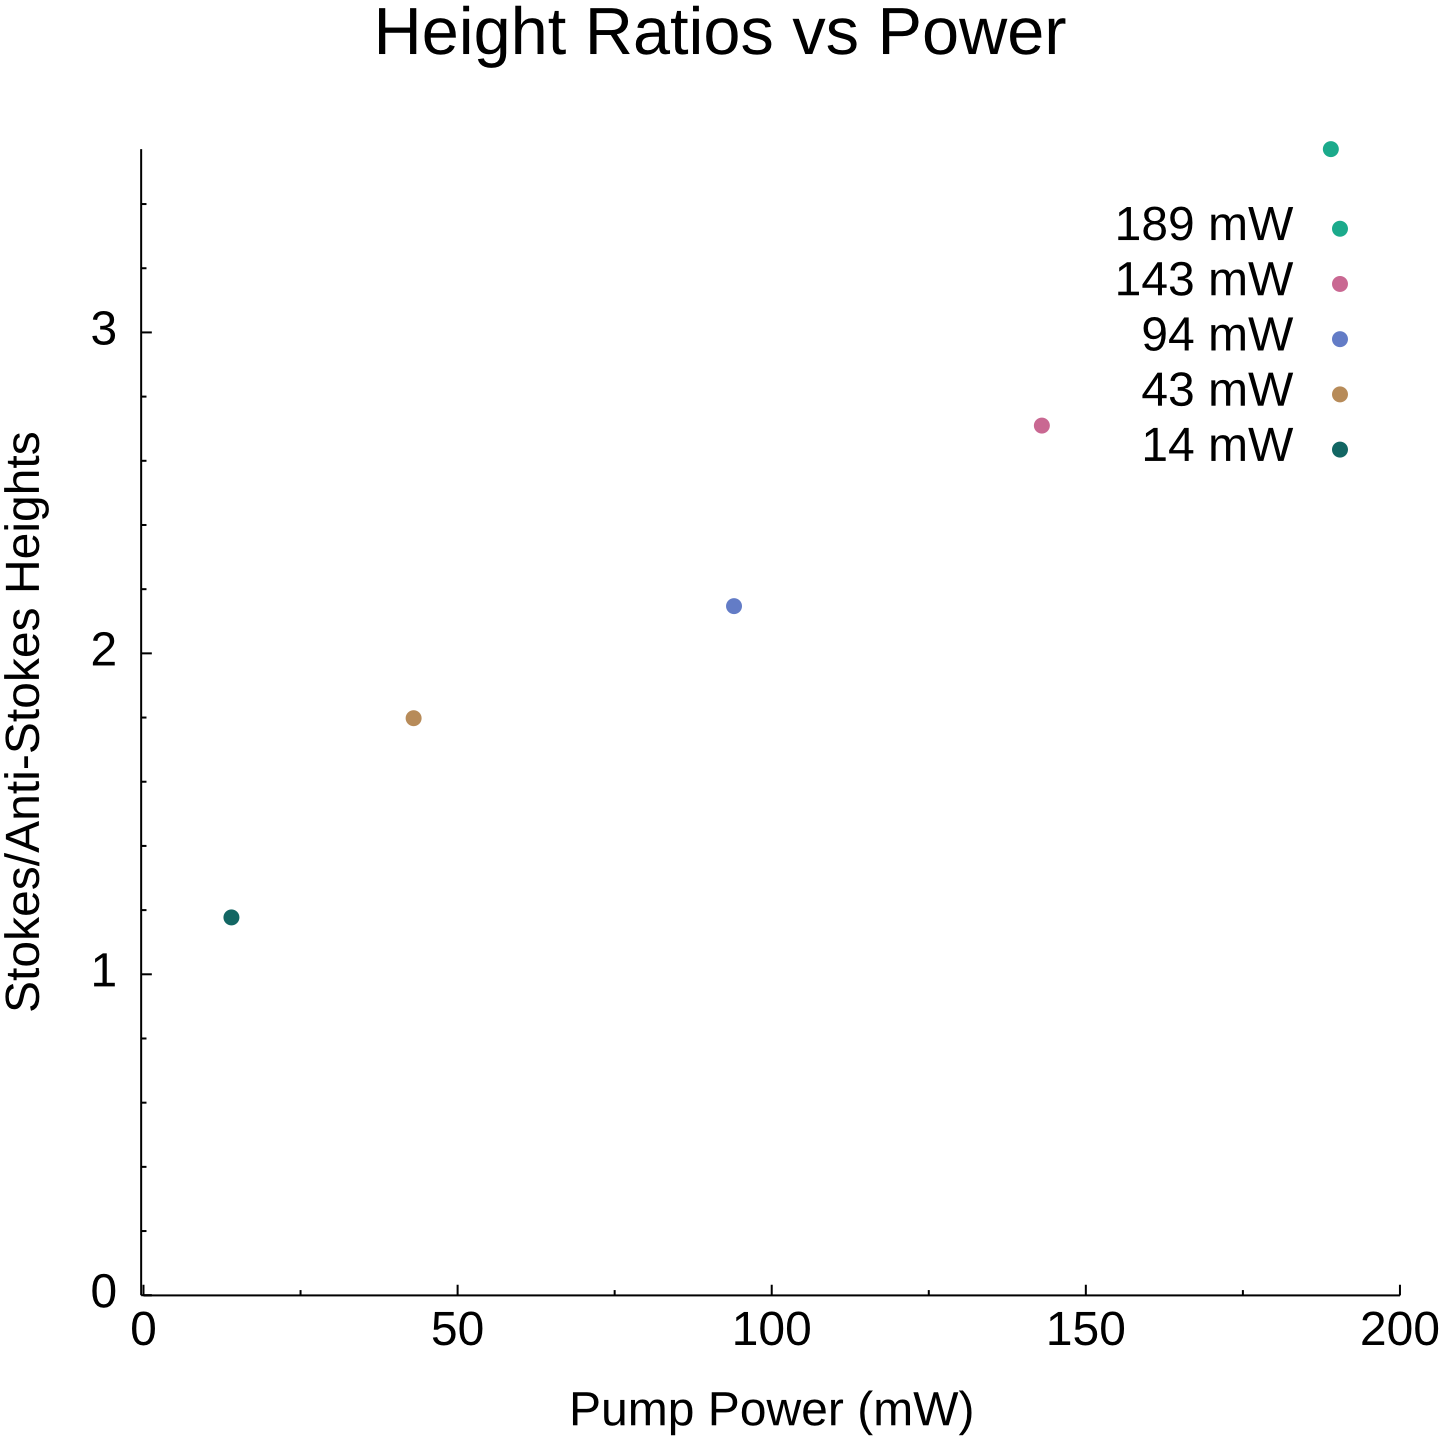 Height Ratios vs Power
189 mW
143 mW
94 mW
43 mW
14 mW
Stokes/Anti-Stokes Heights
3
2
1
0
0 50 100 150 200
Pump Power (mW)